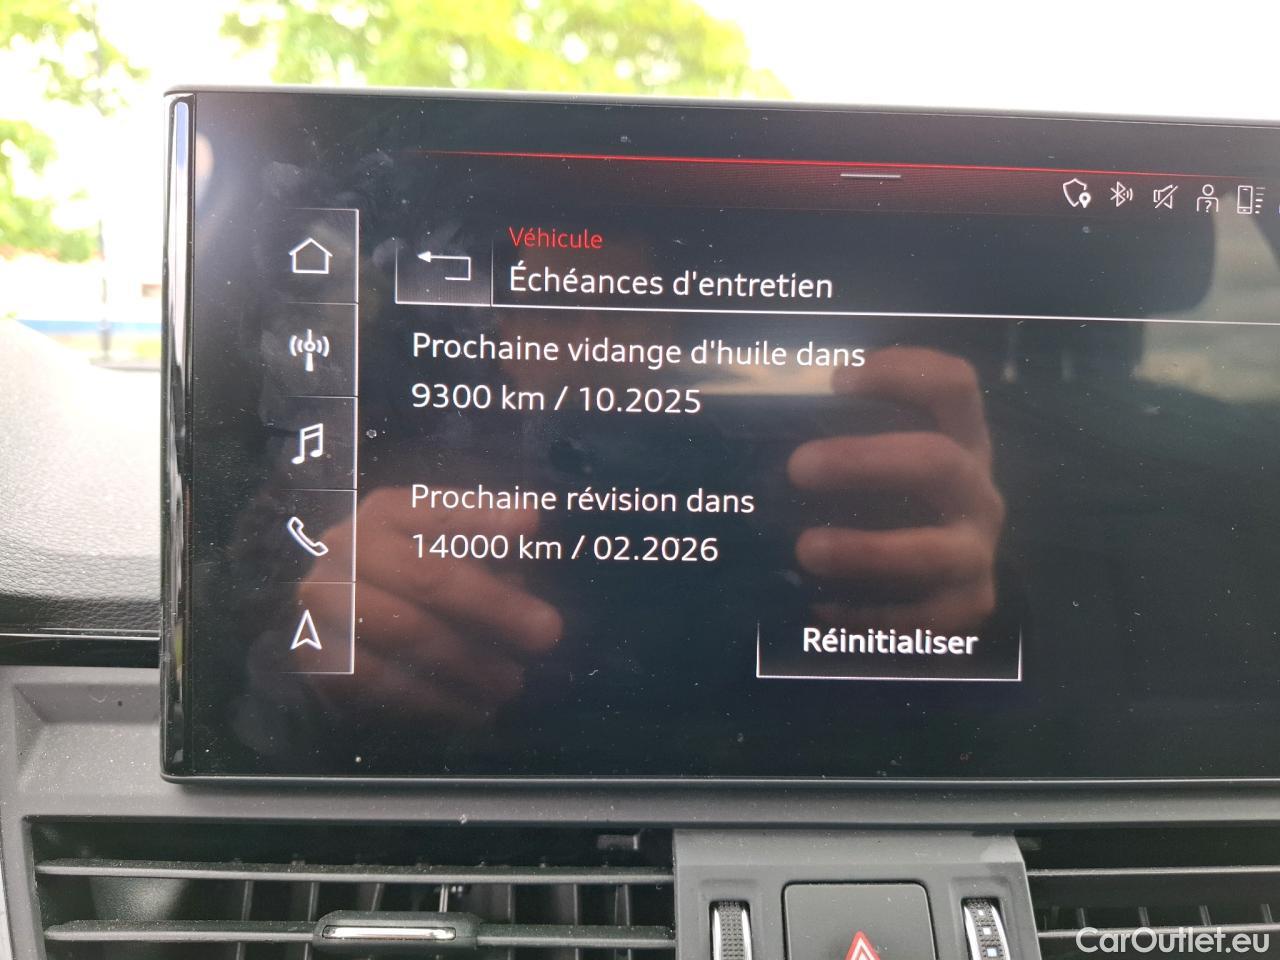 Véhicule
Échéances d'entretien
Prochaine vidange d'huile dans
9300 km / 10.2025
Prochaine révision dans
14000 km / 02.2026
Réinitialiser
CarOutlet.eu